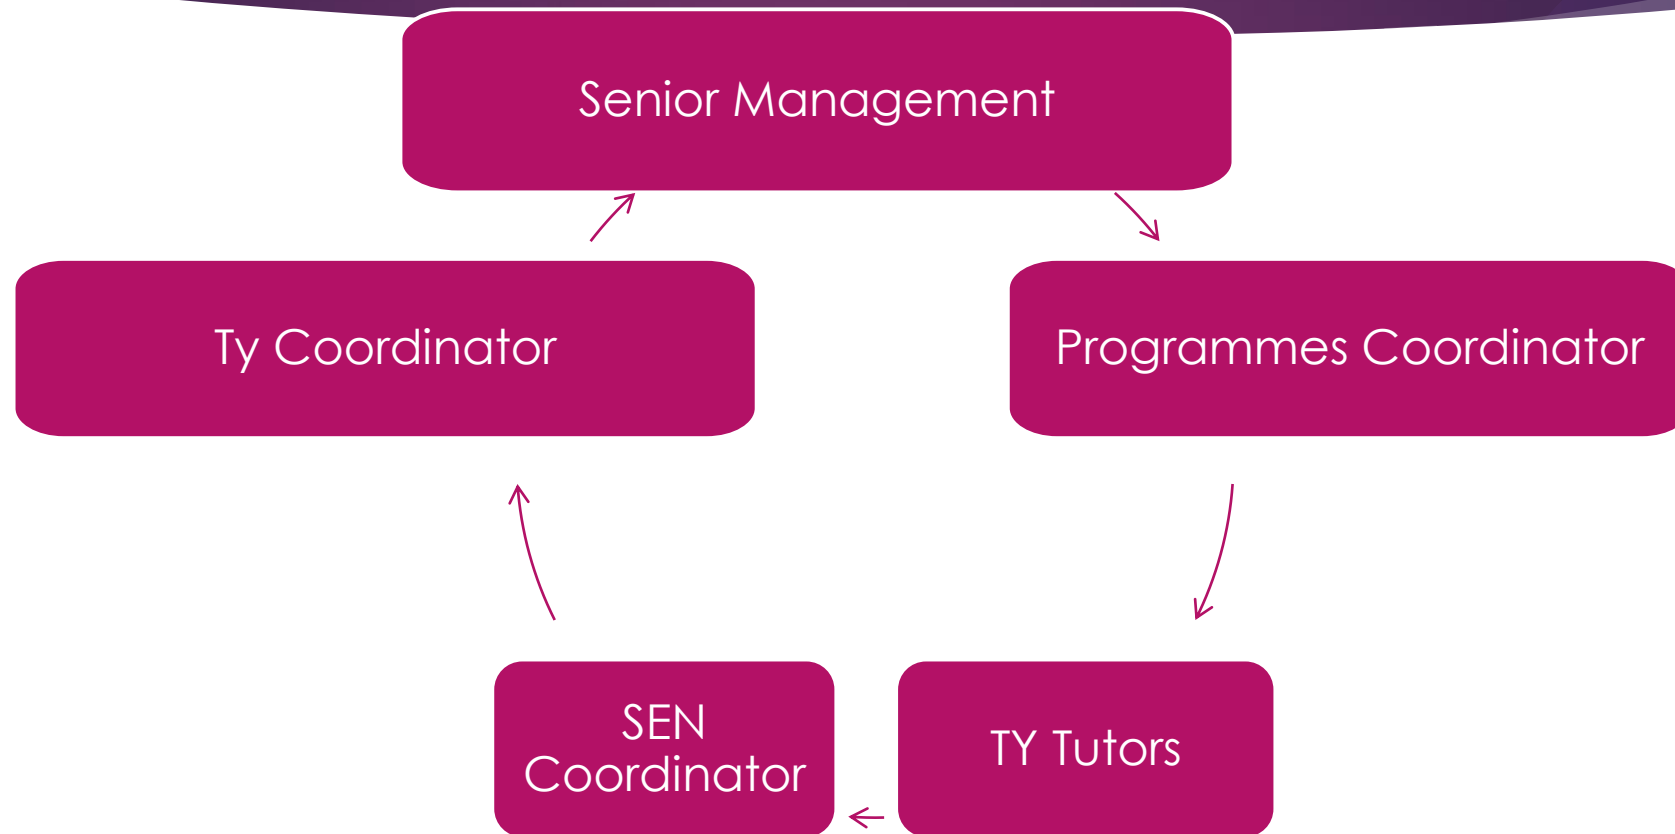 Senior Management
Ty Coordinator
Programmes Coordinator
SEN
Coordinator
TY Tutors